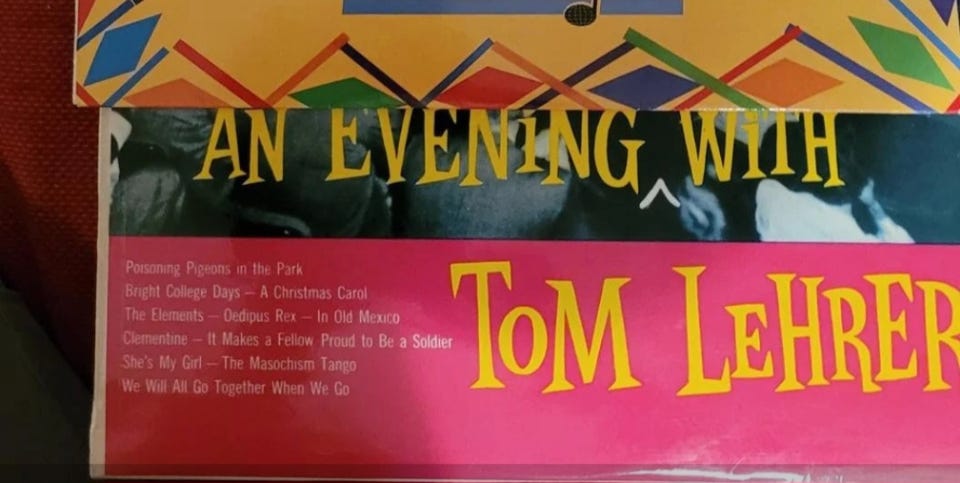 AN EVENING WITH
^
Poisoning Pigeons in the Park
Bright College Days – A Christmas Carol
The Elements – Oedipus Rex – In Old Mexico
Clementine – It Makes a Fellow Proud to Be a Soldier
She's My Girl – The Masochism Tango
We Will All Go Together When We Go
TOM LEHRER